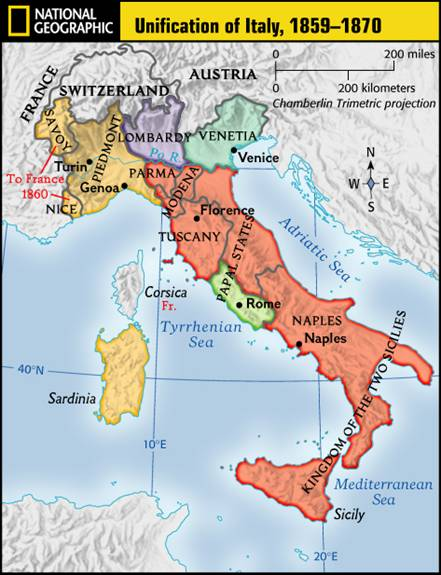 NATIONAL
GEOGRAPHIC
Unification of Italy, 1859–1870
AUSTRIA
0 200 miles
0 200 kilometers
Chamberlin Trimetric projection
FRANCE
SWITZERLAND
SAVOY
PIEDMONT
LOMBARDY
VENETIA
Venice
Po R.
Turin
To France
1860
Genoa
PARMA
MODENA
NICE
N
W E
S
Florence
TUSCANY
PAPAL STATES
Adriatic Sea
Corsica
Fr.
Rome
Tyrrhenian
Sea
NAPLES
Naples
40°N
Sardinia
KINGDOM OF THE TWO SICILIES
10°E
Mediterranean
Sea
Sicily
20°E